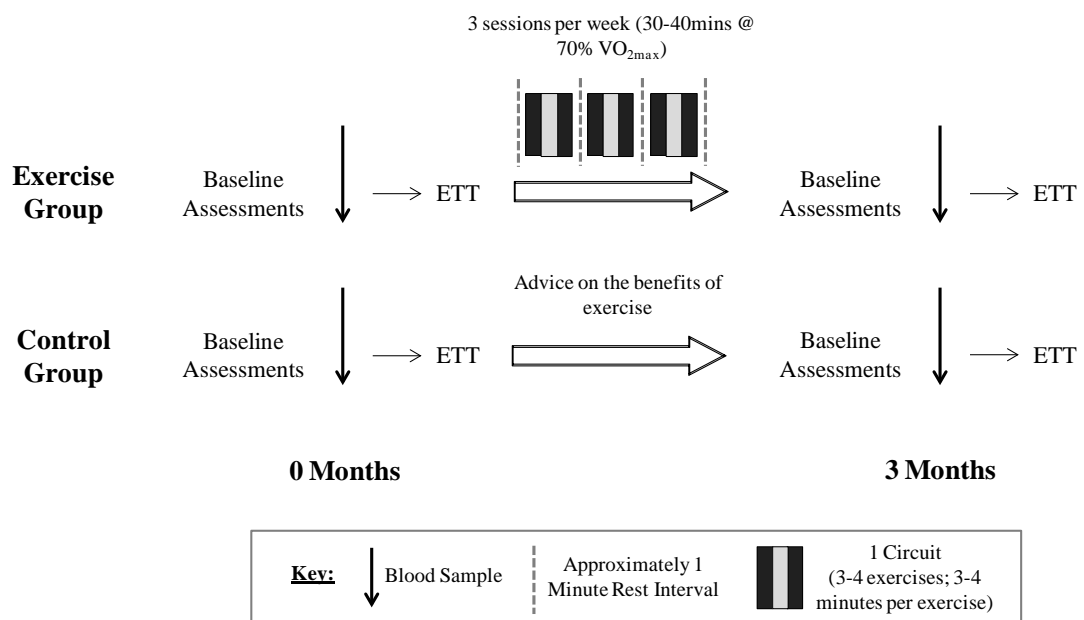 3 sessions per week (30-40mins @
70% VO2max)
Exercise
Group
Baseline
Assessments
ETT
Baseline
Assessments
ETT
Advice on the benefits of
exercise
Control
Group
Baseline
Assessments
ETT
Baseline
Assessments
ETT
0 Months
3 Months
Key:
Blood Sample
Approximately 1
Minute Rest Interval
1 Circuit
(3-4 exercises; 3-4
minutes per exercise)